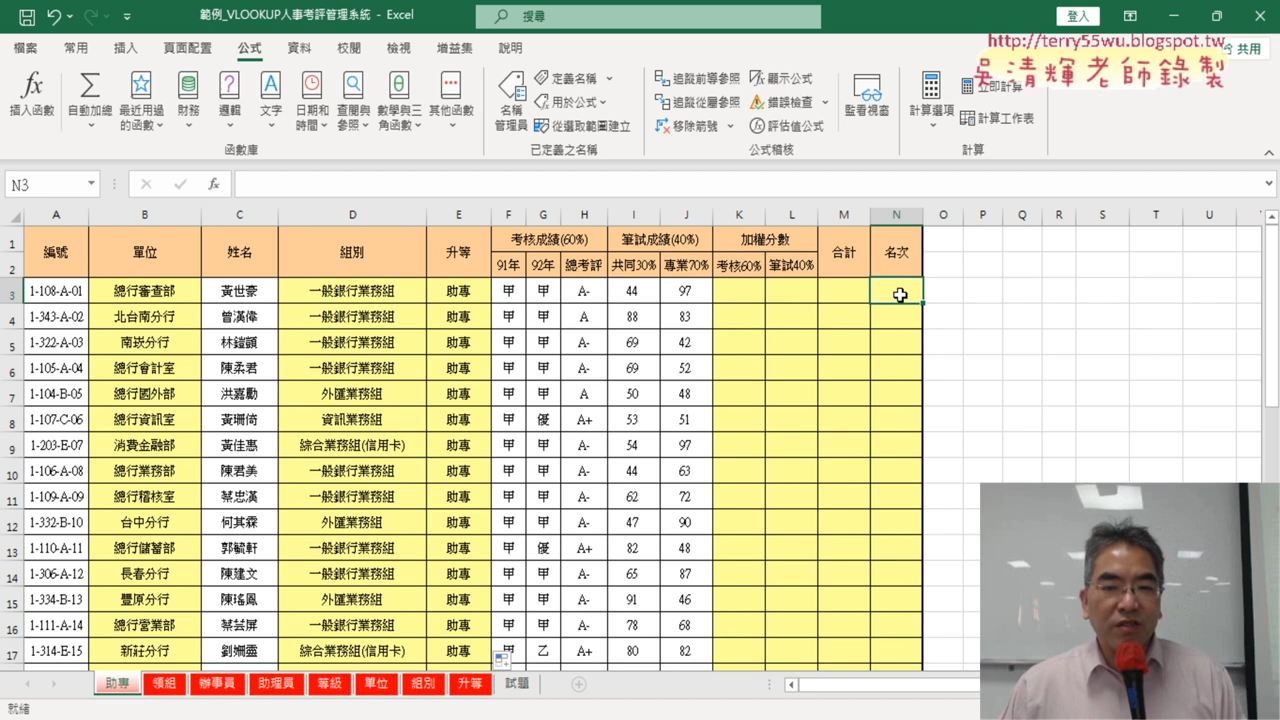 範例_VLOOKUP人事考評管理系統 - Excel
搜尋
登入
檔案 常用 插入 頁面配置 公式 資料 校閱 檢視 增益集 說明
http://terry55wu.blogspot.tw
共用
吳清輝老師錄製
插入函數 自動加總 最近用過的函數 財務 邏輯 文字 日期和時間 查閱與參照 數學與三角函數 其他函數
名稱管理員 定義名稱 用於公式 從選取範圍建立
追蹤前導參照 追蹤從屬參照 移除箭號 顯示公式 錯誤檢查 評估值公式
監看視窗 計算選項 立即計算 計算工作表
函數庫 已定義之名稱 公式稽核 計算
N3 fx
A B C D E F G H I J K L M N O P Q R S T U
1 編號 單位 姓名 組別 升等 考核成績(60%) 筆試成績(40%) 加權分數 合計 名次
2 91年 92年 總考評 共同30% 專業70% 考核60% 筆試40%
3 1-108-A-01 總行審查部 黃世豪 一般銀行業務組 助專 甲 甲 A- 44 97
4 1-343-A-02 北台南分行 曾漢偉 一般銀行業務組 助專 甲 甲 A 88 83
5 1-322-A-03 南崁分行 林鎧顗 一般銀行業務組 助專 甲 甲 A- 69 42
6 1-105-A-04 總行會計室 陳柔君 一般銀行業務組 助專 甲 甲 A- 69 52
7 1-104-B-05 總行國外部 洪嘉勵 外匯業務組 助專 甲 甲 A 50 48
8 1-107-C-06 總行資訊室 黃珊倚 資訊業務組 助專 甲 優 A+ 53 51
9 1-203-E-07 消費金融部 黃佳惠 綜合業務組(信用卡) 助專 甲 甲 A- 54 97
10 1-106-A-08 總行業務部 陳君美 一般銀行業務組 助專 甲 甲 A- 44 63
11 1-109-A-09 總行稽核室 蔡忠漢 一般銀行業務組 助專 甲 甲 A- 62 72
12 1-332-B-10 台中分行 何其霖 外匯業務組 助專 甲 甲 A- 47 90
13 1-110-A-11 總行儲蓄部 郭毓軒 一般銀行業務組 助專 甲 優 A+ 82 48
14 1-306-A-12 長春分行 陳建文 一般銀行業務組 助專 甲 甲 A- 65 87
15 1-334-B-13 豐原分行 陳瑤鳳 外匯業務組 助專 甲 甲 A- 91 46
16 1-111-A-14 總行營業部 蔡芸屏 一般銀行業務組 助專 甲 甲 A- 78 68
17 1-314-E-15 新莊分行 劉姍靈 綜合業務組(信用卡) 助專 甲 乙 A+ 80 82
助專 領組 辦事員 助理員 等級 單位 組別 升等 試題
就緒